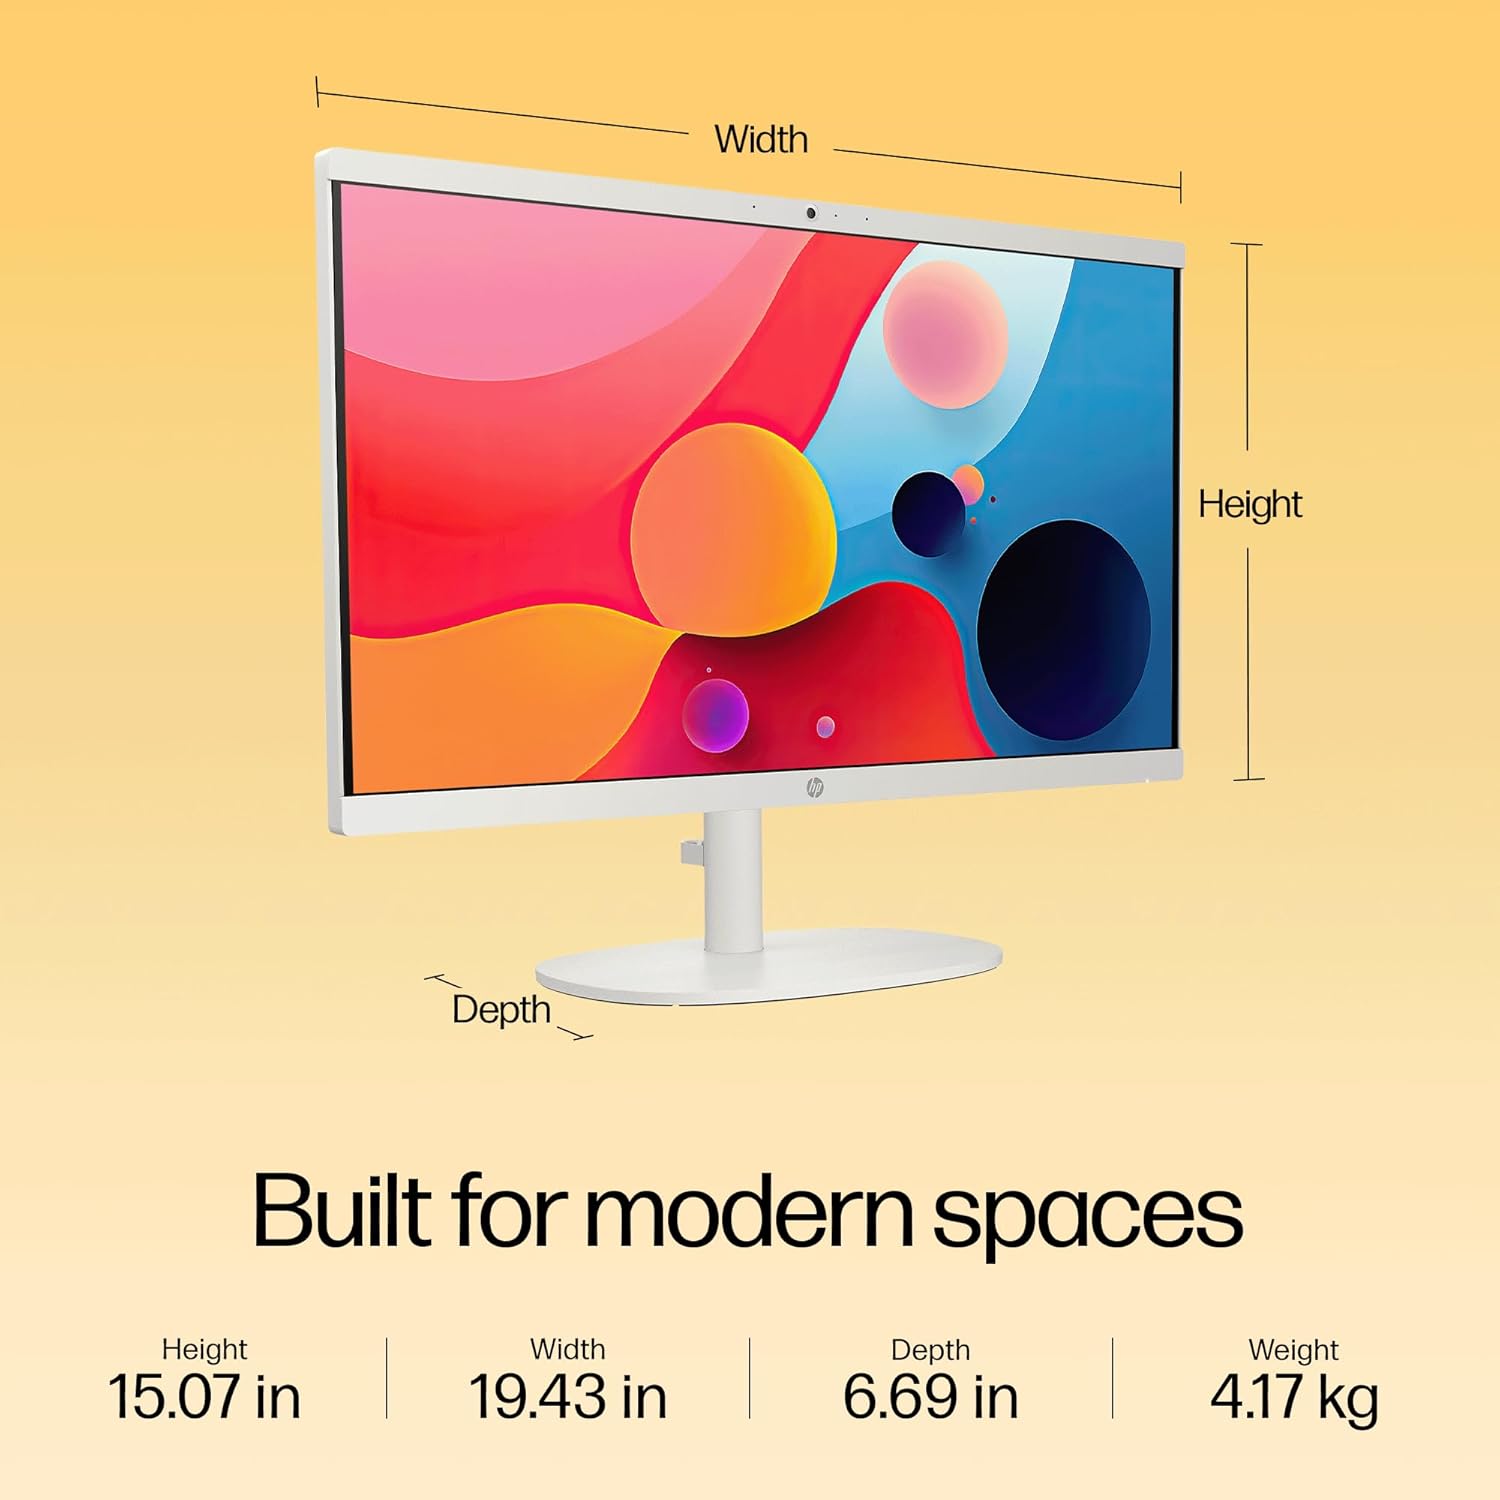 Width
Height
hp
Depth
Built for modern spaces
Height
15.07 in
Width
19.43 in
Depth
6.69 in
Weight
4.17 kg